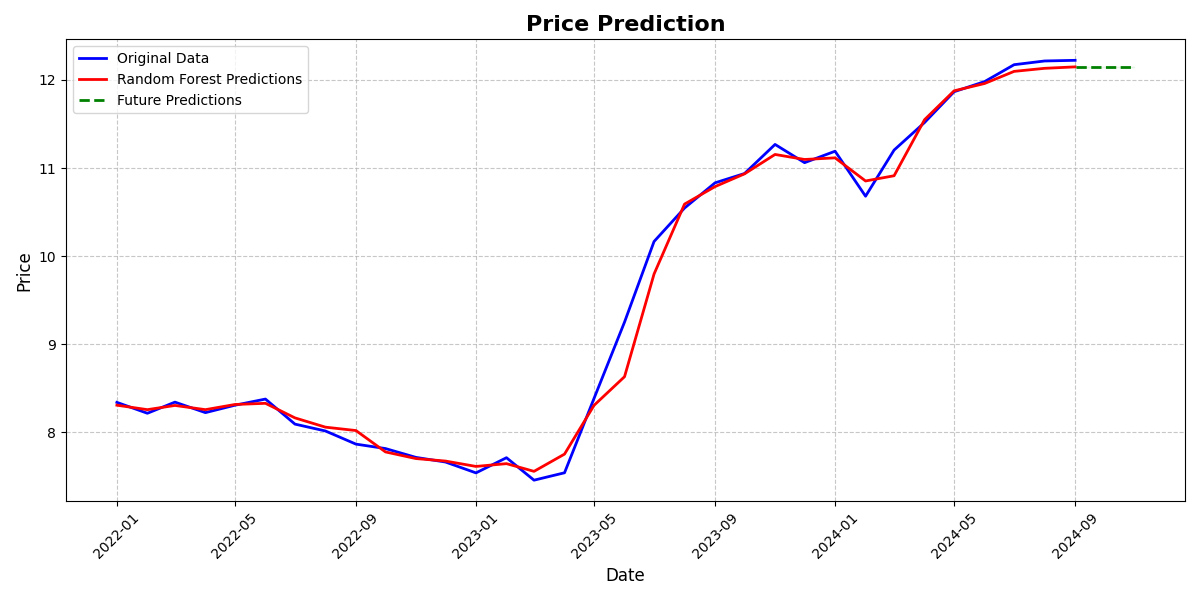 Price Prediction
Original Data
Random Forest Predictions
Future Predictions
Price
12
11
10
9
8
2022-01
2022-05
2022-09
2023-01
2023-05
2023-09
2024-01
2024-05
2024-09
Date